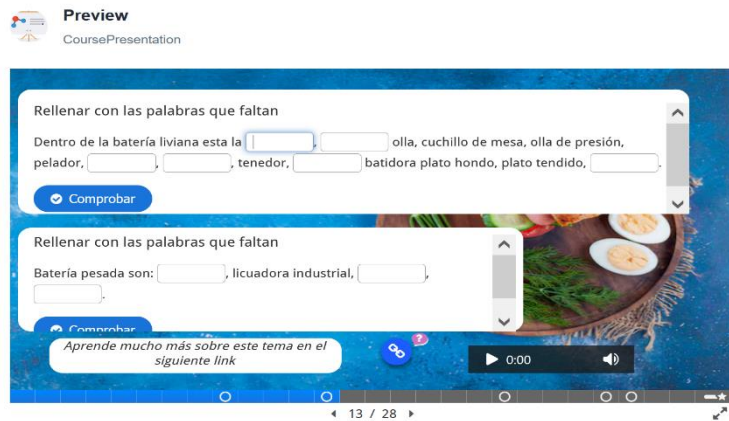 Preview
CoursePresentation
Rellenar con las palabras que faltan
Dentro de la batería liviana esta la , olla, cuchillo de mesa, olla de presión,
pelador, , , tenedor, batidora plato hondo, plato tendido, .
Comprobar
Rellenar con las palabras que faltan
Batería pesada son: , licuadora industrial, ,
.
Comprobar
Aprende mucho más sobre este tema en el
siguiente link
?
0:00
13 / 28